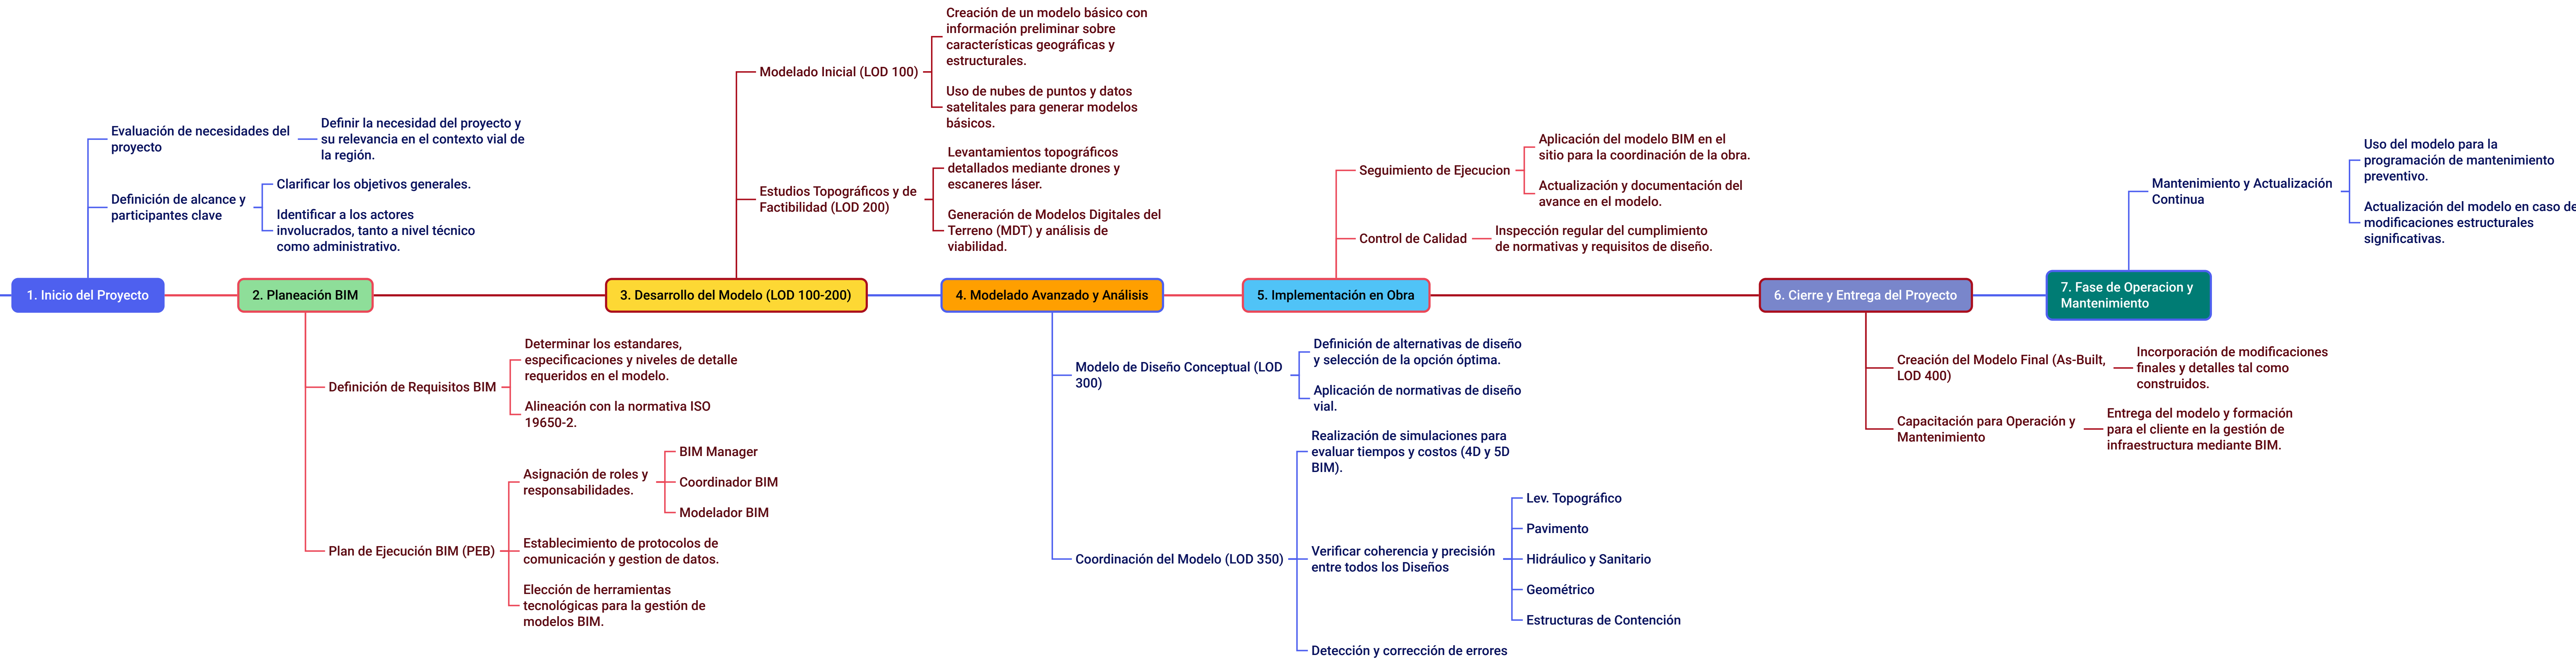 1. Inicio del Proyecto
Evaluación de necesidades del
proyecto
Definir la necesidad del proyecto y
su relevancia en el contexto vial de
la región.
Definición de alcance y
participantes clave
Clarificar los objetivos generales.
Identificar a los actores
involucrados, tanto a nivel técnico
como administrativo.
2. Planeación BIM
Definición de Requisitos BIM
Determinar los estandares,
especificaciones y niveles de detalle
requeridos en el modelo.
Alineación con la normativa ISO
19650-2.
Plan de Ejecución BIM (PEB)
Asignación de roles y
responsabilidades.
BIM Manager
Coordinador BIM
Modelador BIM
Establecimiento de protocolos de
comunicación y gestion de datos.
Elección de herramientas
tecnológicas para la gestión de
modelos BIM.
3. Desarrollo del Modelo (LOD 100-200)
Modelado Inicial (LOD 100)
Creación de un modelo básico con
información preliminar sobre
características geográficas y
estructurales.
Uso de nubes de puntos y datos
satelitales para generar modelos
básicos.
Estudios Topográficos y de
Factibilidad (LOD 200)
Levantamientos topográficos
detallados mediante drones y
escaneres láser.
Generación de Modelos Digitales del
Terreno (MDT) y análisis de
viabilidad.
4. Modelado Avanzado y Análisis
Modelo de Diseño Conceptual (LOD
300)
Definición de alternativas de diseño
y selección de la opción óptima.
Aplicación de normativas de diseño
vial.
Coordinación del Modelo (LOD 350)
Realización de simulaciones para
evaluar tiempos y costos (4D y 5D
BIM).
Verificar coherencia y precisión
entre todos los Diseños
Lev. Topográfico
Pavimento
Hidráulico y Sanitario
Geométrico
Estructuras de Contención
Detección y corrección de errores
5. Implementación en Obra
Seguimiento de Ejecucion
Aplicación del modelo BIM en el
sitio para la coordinación de la obra.
Actualización y documentación del
avance en el modelo.
Control de Calidad
Inspección regular del cumplimiento
de normativas y requisitos de diseño.
6. Cierre y Entrega del Proyecto
Creación del Modelo Final (As-Built,
LOD 400)
Incorporación de modificaciones
finales y detalles tal como
construidos.
Capacitación para Operación y
Mantenimiento
Entrega del modelo y formación
para el cliente en la gestión de
infraestructura mediante BIM.
7. Fase de Operacion y
Mantenimiento
Mantenimiento y Actualización
Continua
Uso del modelo para la
programación de mantenimiento
preventivo.
Actualización del modelo en caso de
modificaciones estructurales
significativas.